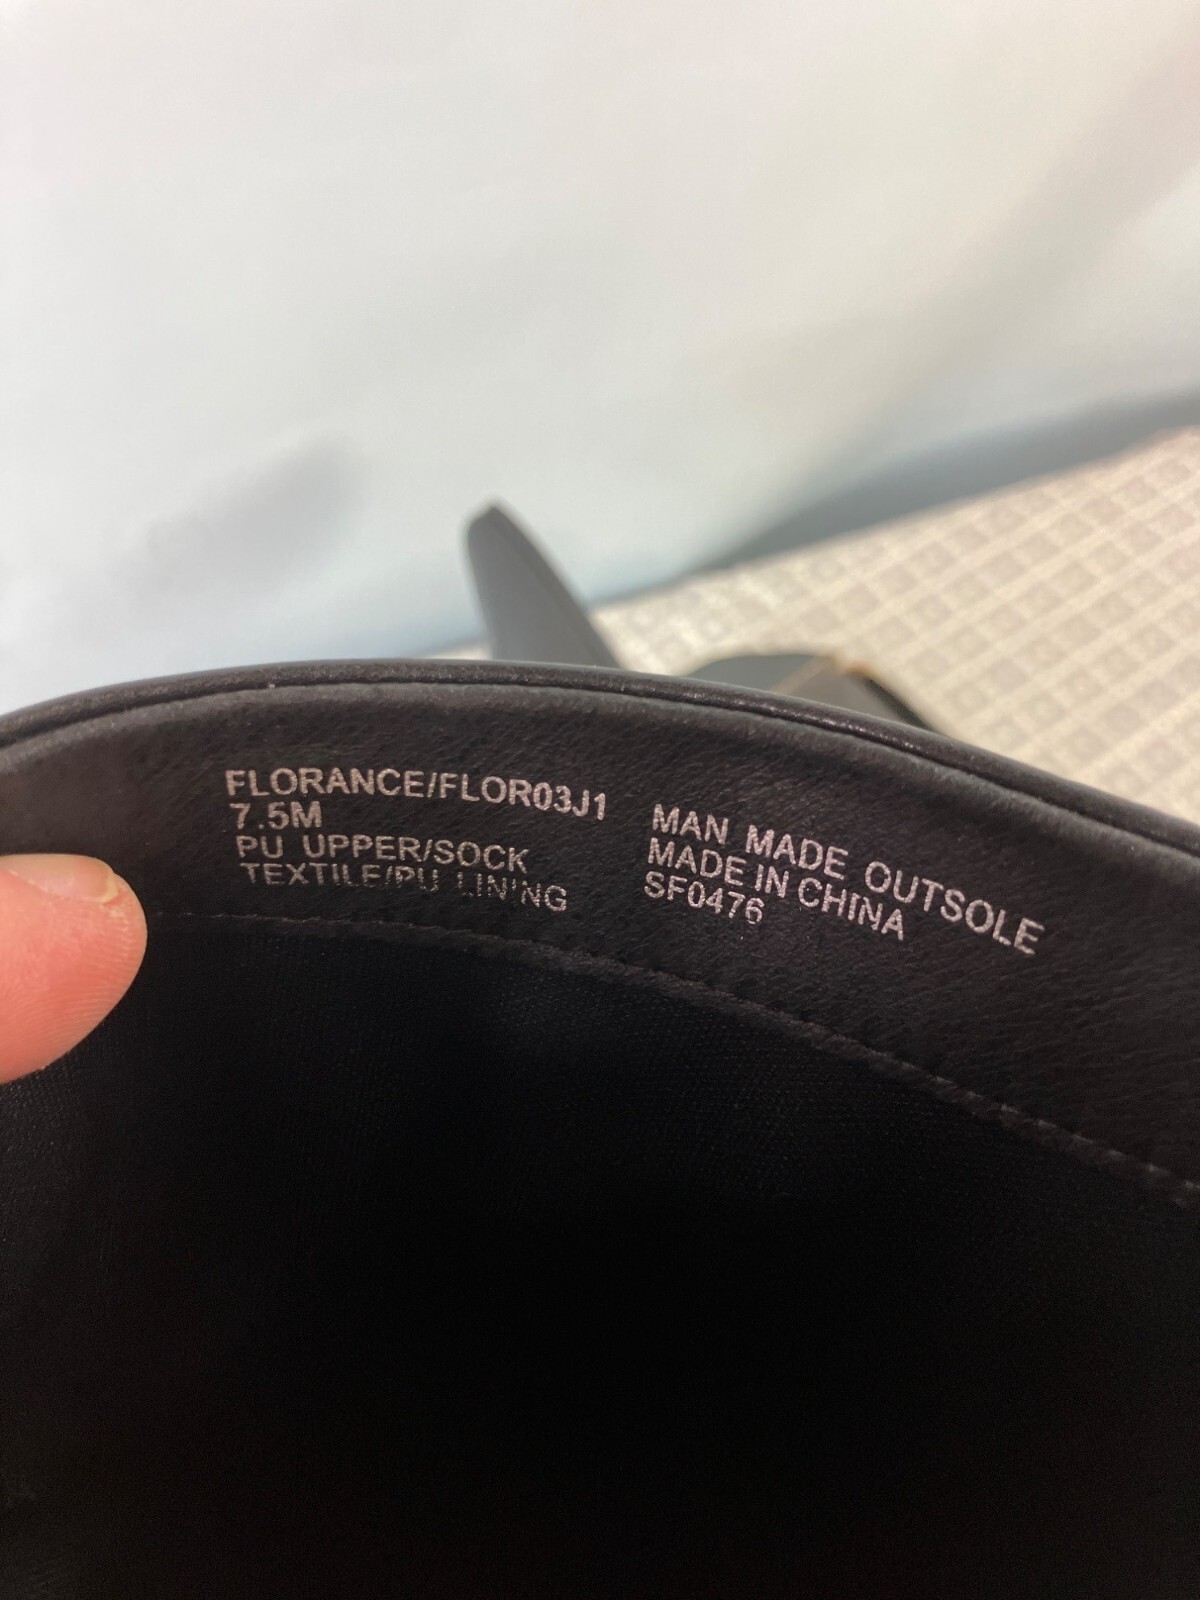 FLORANCE/FLOR03J1
7.5M
PU UPPER/SOCK
TEXTILE/PU LINING
MAN MADE OUTSOLE
MADE IN CHINA
SF0476